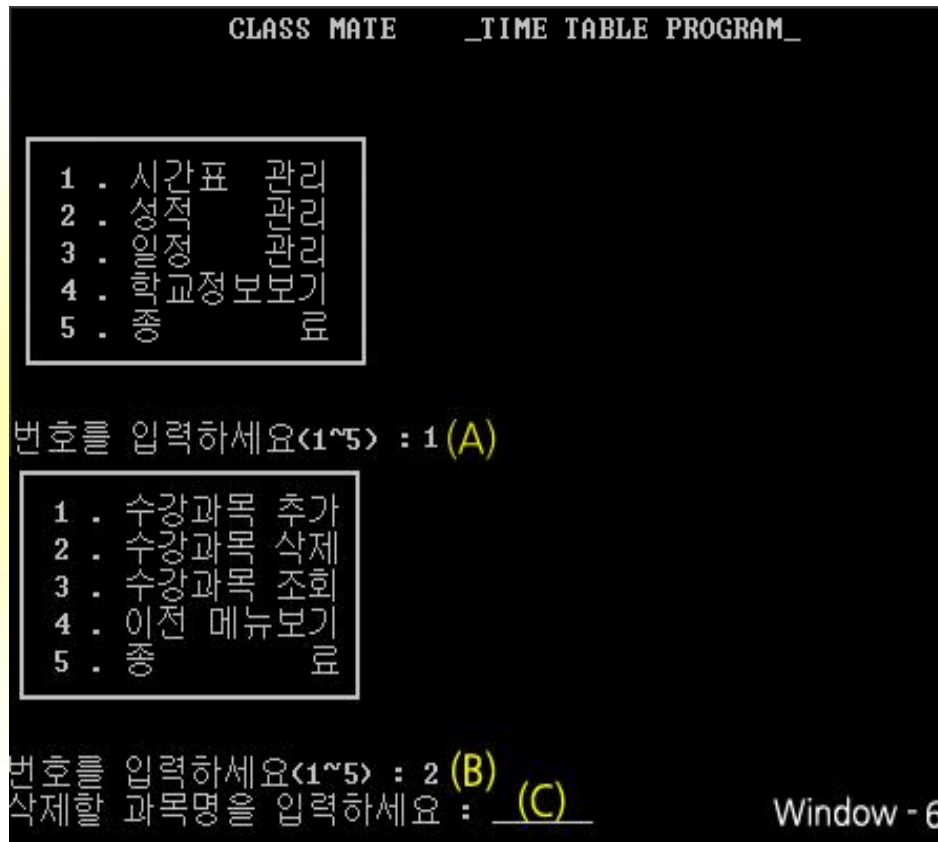 CLASS MATE _TIME TABLE PROGRAM_
1 . 시간표 관리
2 . 성적 관리
3 . 일정 관리
4 . 학교정보보기
5 . 종 료
번호를 입력하세요(1~5) : 1 (A)
1 . 수강과목 추가
2 . 수강과목 삭제
3 . 수강과목 조회
4 . 이전 메뉴보기
5 . 종 료
번호를 입력하세요(1~5) : 2 (B)
삭제할 과목명을 입력하세요 : __(C)__
Window - 6